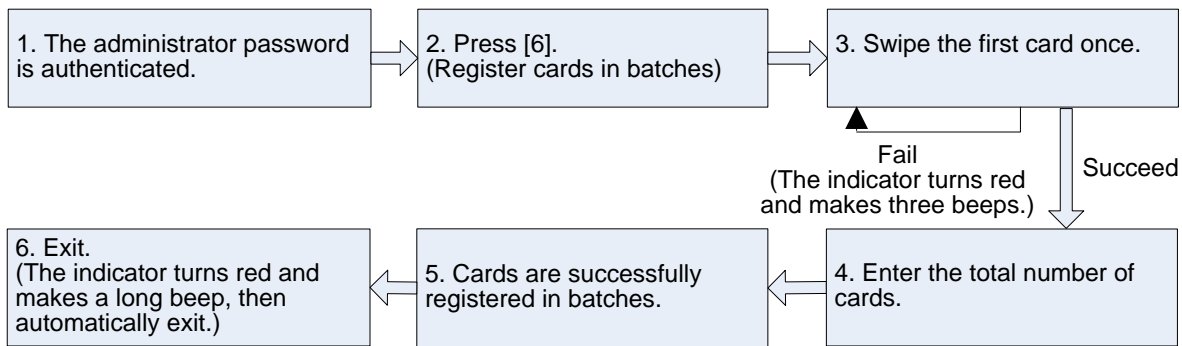 1. The administrator password
is authenticated.
2. Press [6].
(Register cards in batches)
3. Swipe the first card once.
Fail
(The indicator turns red
and makes three beeps.)
Succeed
4. Enter the total number of
cards.
5. Cards are successfully
registered in batches.
6. Exit.
(The indicator turns red and
makes a long beep, then
automatically exit.)